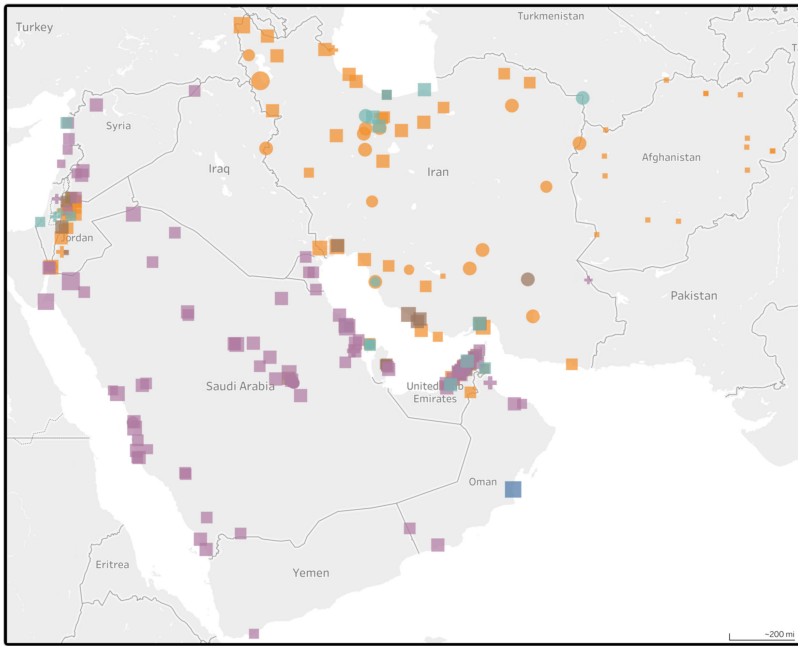 Turkey
Turkmenistan
Syria
Iraq
Iran
Afghanistan
Jordan
Pakistan
Saudi Arabia
United Arab
Emirates
Oman
Eritrea
Yemen
~200 mi